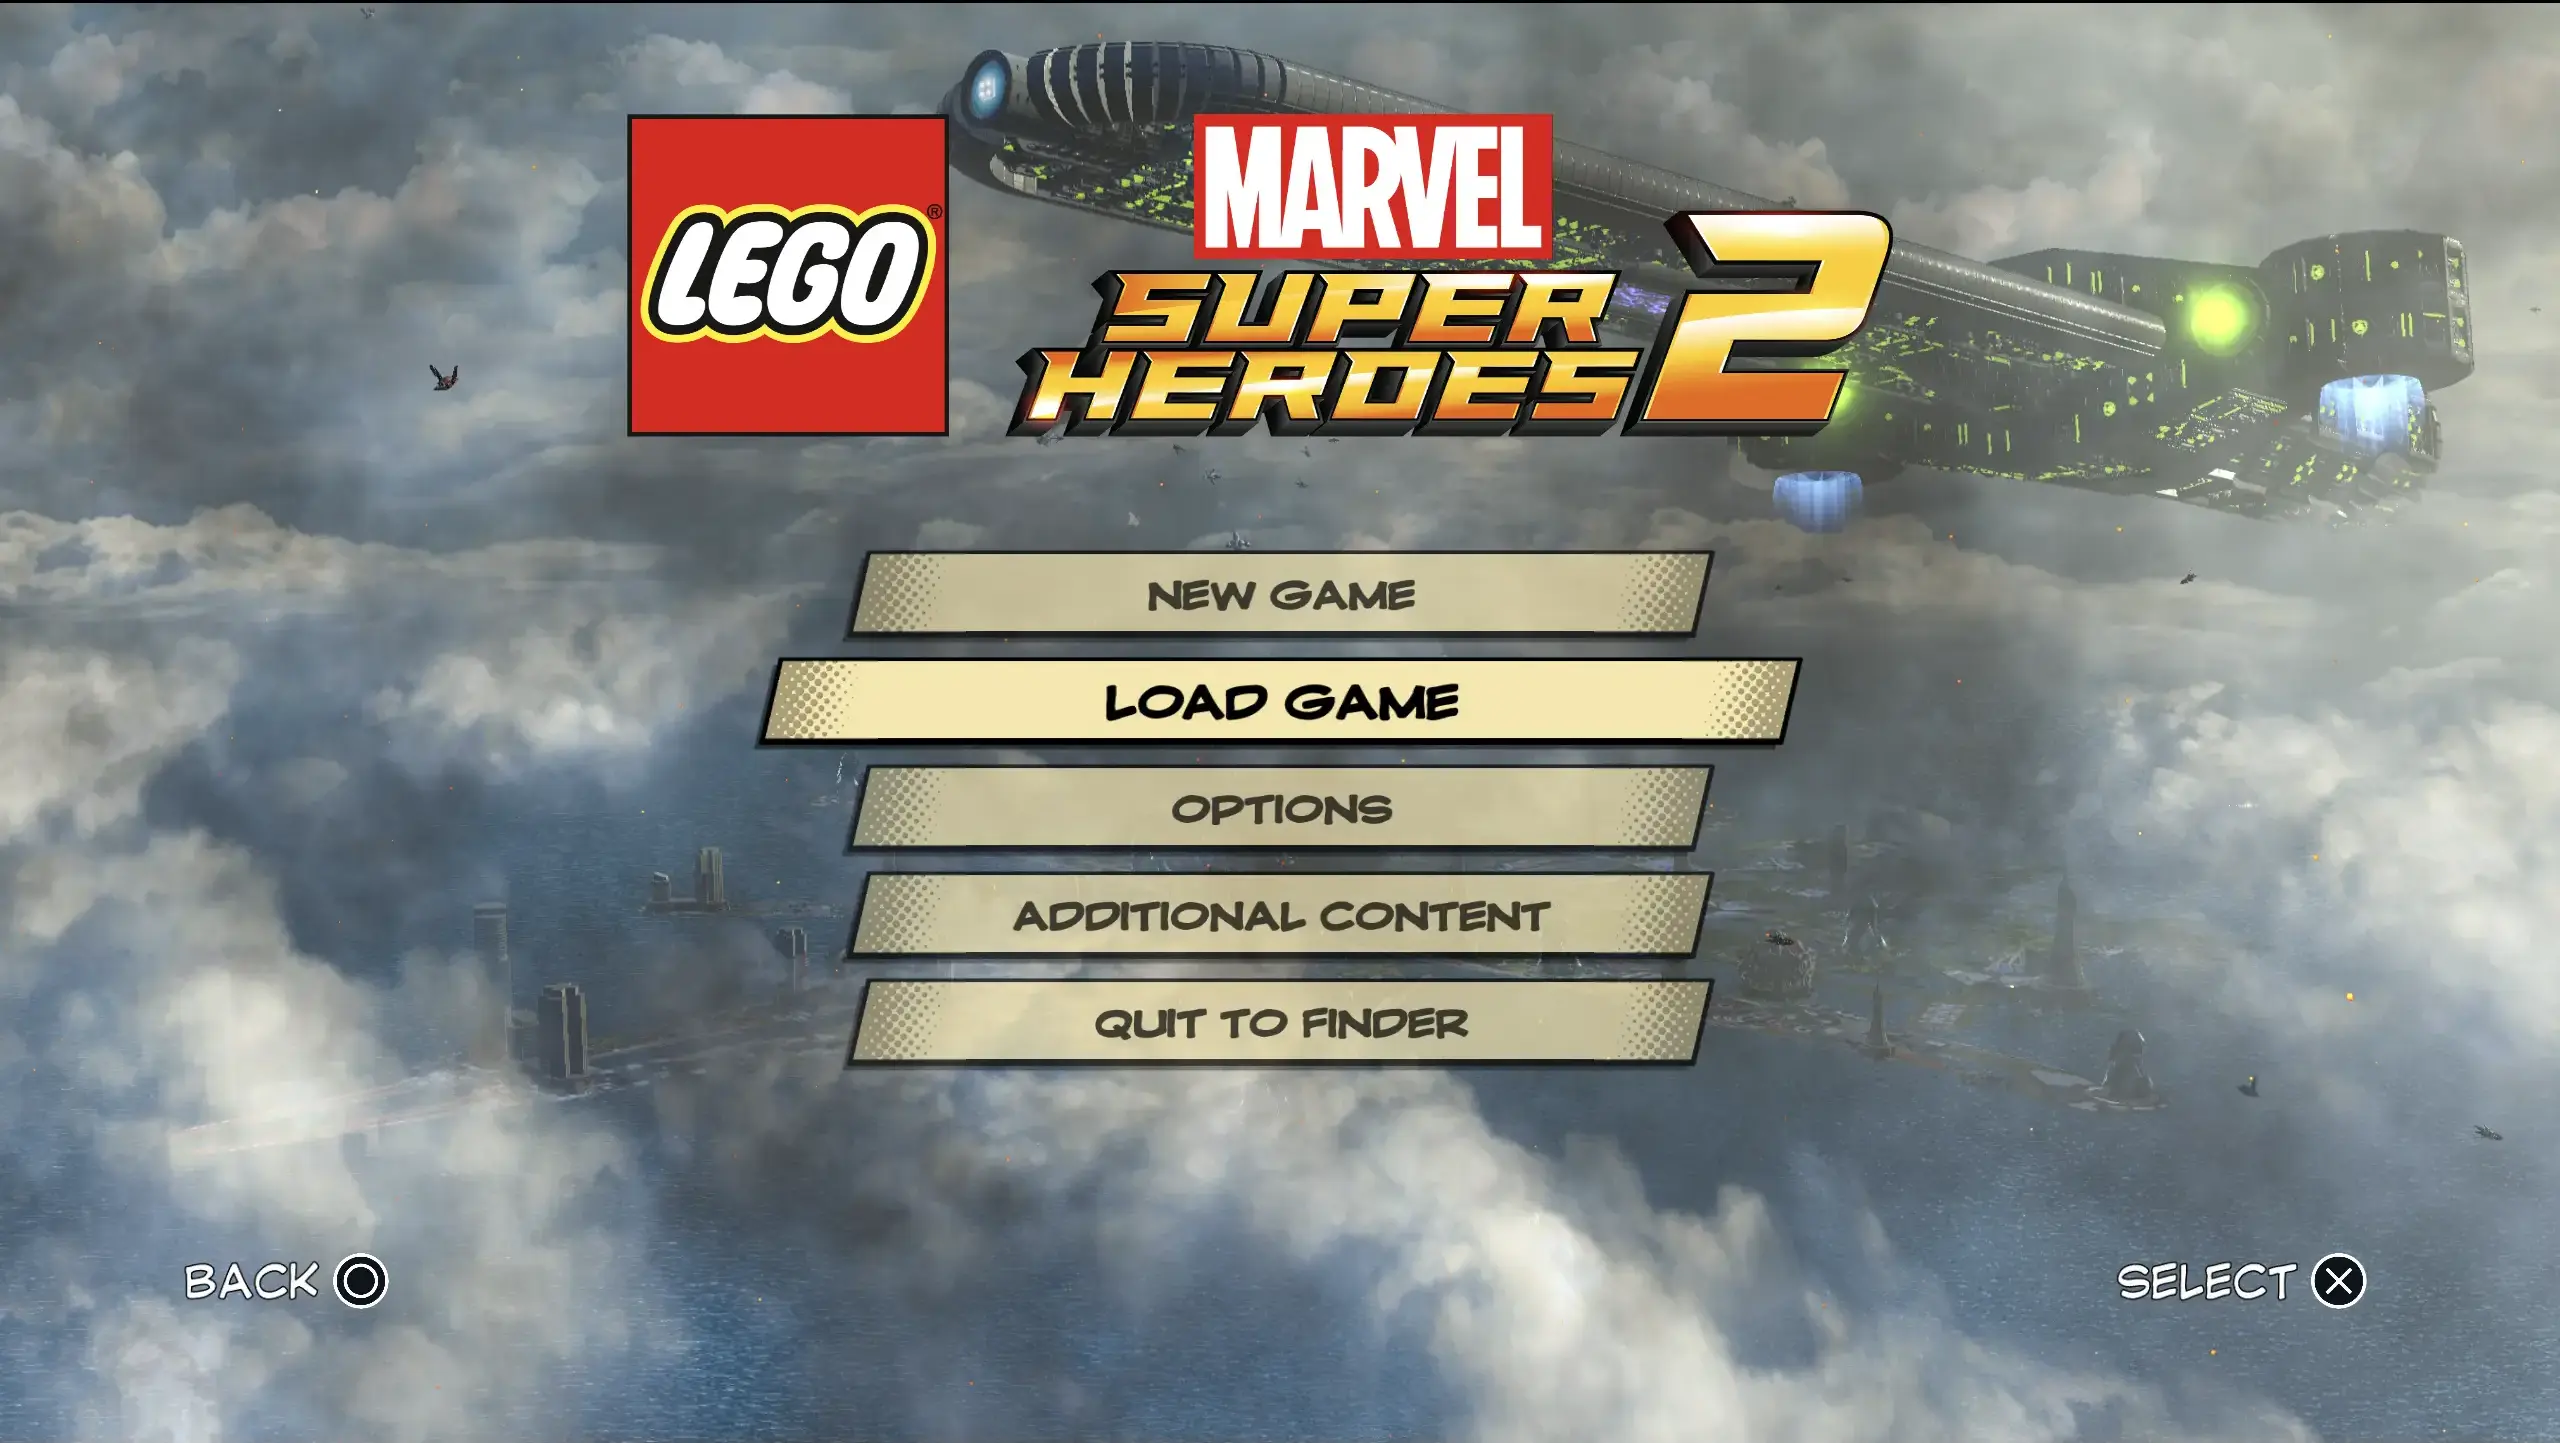 LEGO®
MARVEL
SUPER
HEROES 2
NEW GAME
LOAD GAME
OPTIONS
ADDITIONAL CONTENT
QUIT TO FINDER
BACK
SELECT